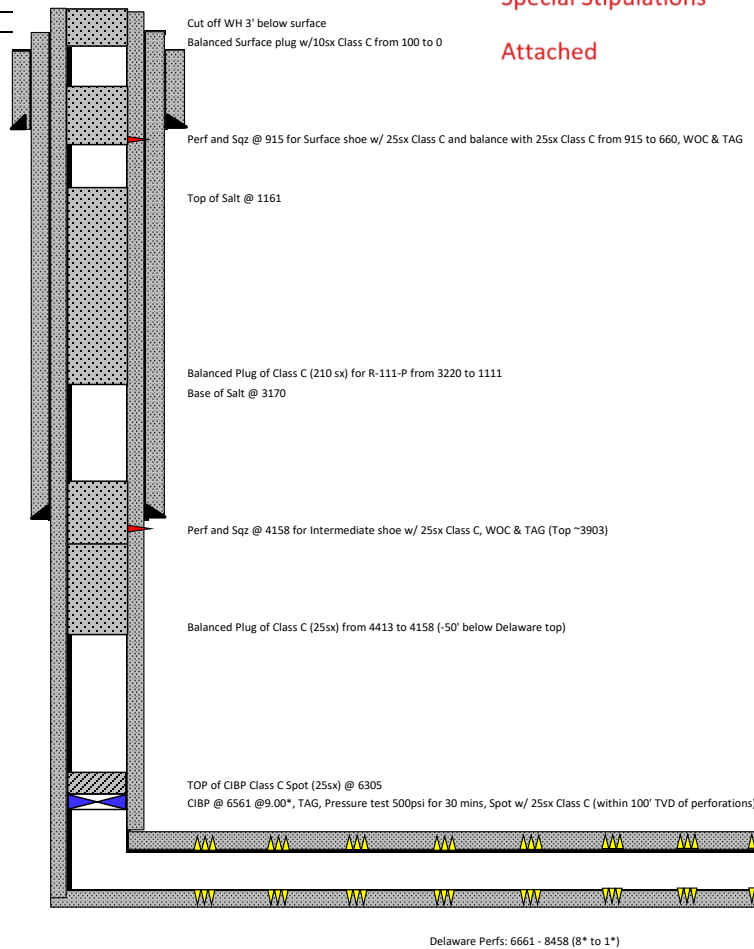 Special Stipulations
Attached
Cut off WH 3' below surface
Balanced Surface plug w/10sx Class C from 100 to 0
Perf and Sqz @ 915 for Surface shoe w/ 25sx Class C and balance with 25sx Class C from 915 to 660, WOC & TAG
Top of Salt @ 1161
Balanced Plug of Class C (210 sx) for R-111-P from 3220 to 1111
Base of Salt @ 3170
Perf and Sqz @ 4158 for Intermediate shoe w/ 25sx Class C, WOC & TAG (Top ~3903)
Balanced Plug of Class C (25sx) from 4413 to 4158 (-50' below Delaware top)
TOP of CIBP Class C Spot (25sx) @ 6305
CIBP @ 6561 @9.00*, TAG, Pressure test 500psi for 30 mins, Spot w/ 25sx Class C (within 100' TVD of perforations)
Delaware Perfs: 6661 - 8458 (8* to 1*)